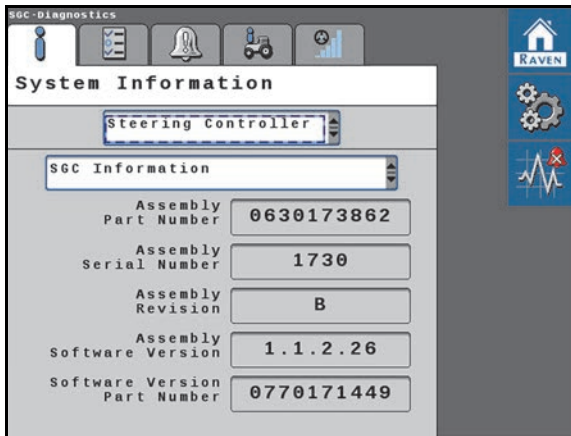 SGC-Diagnostics
RAVEN
System Information
Steering Controller
SGC Information
Assembly
Part Number
0630173862
Assembly
Serial Number
1730
Assembly
Revision
B
Assembly
Software Version
1.1.2.26
Software Version
Part Number
0770171449